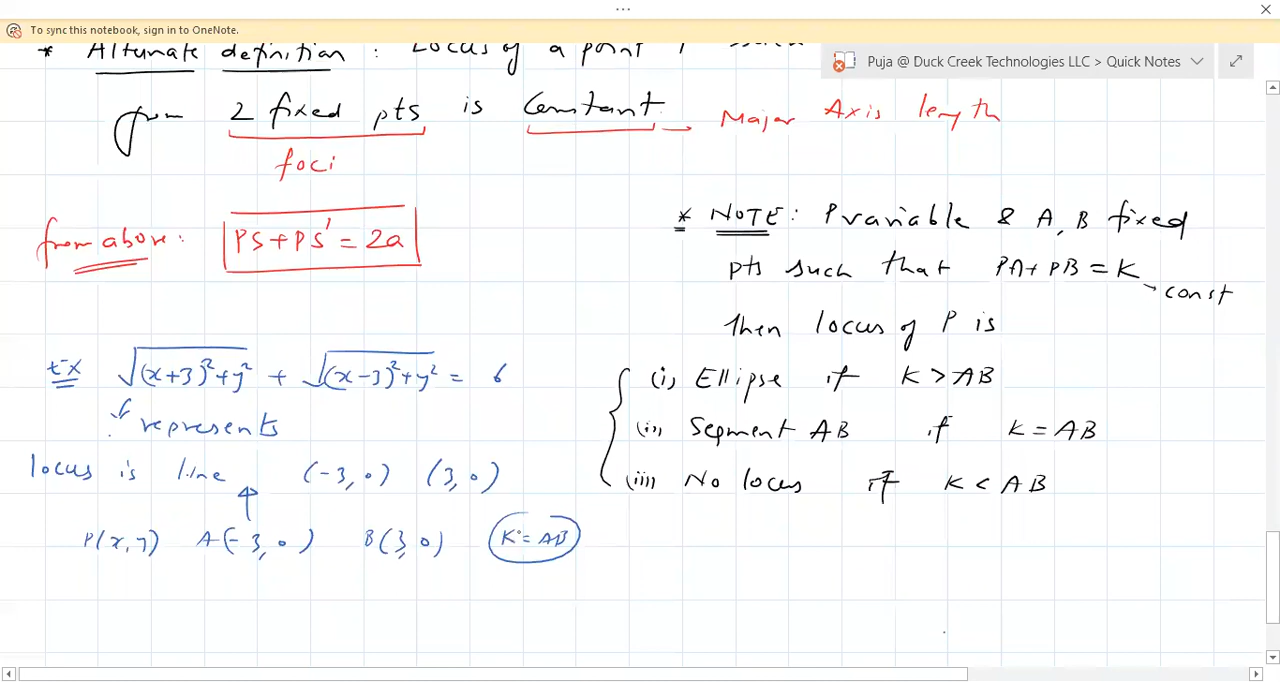 To sync this notebook, sign in to OneNote.
Puja @ Duck Creek Technologies LLC > Quick Notes
* Alternate definition : Locus of a point P
from 2 fixed pts is Constant → Major Axis length
foci
from above: PS + PS' = 2a
* NOTE: P variable & A, B fixed
pts such that PA + PB = K → const
then locus of P is
(i) Ellipse if K > AB
(ii) Segment AB if K = AB
(iii) No locus if K < AB
Ex √(x+3)²+y² + √(x-3)²+y² = 6
represents
locus is line (-3, 0) (3, 0)
P(x, y) A(-3, 0) B(3, 0) K = AB